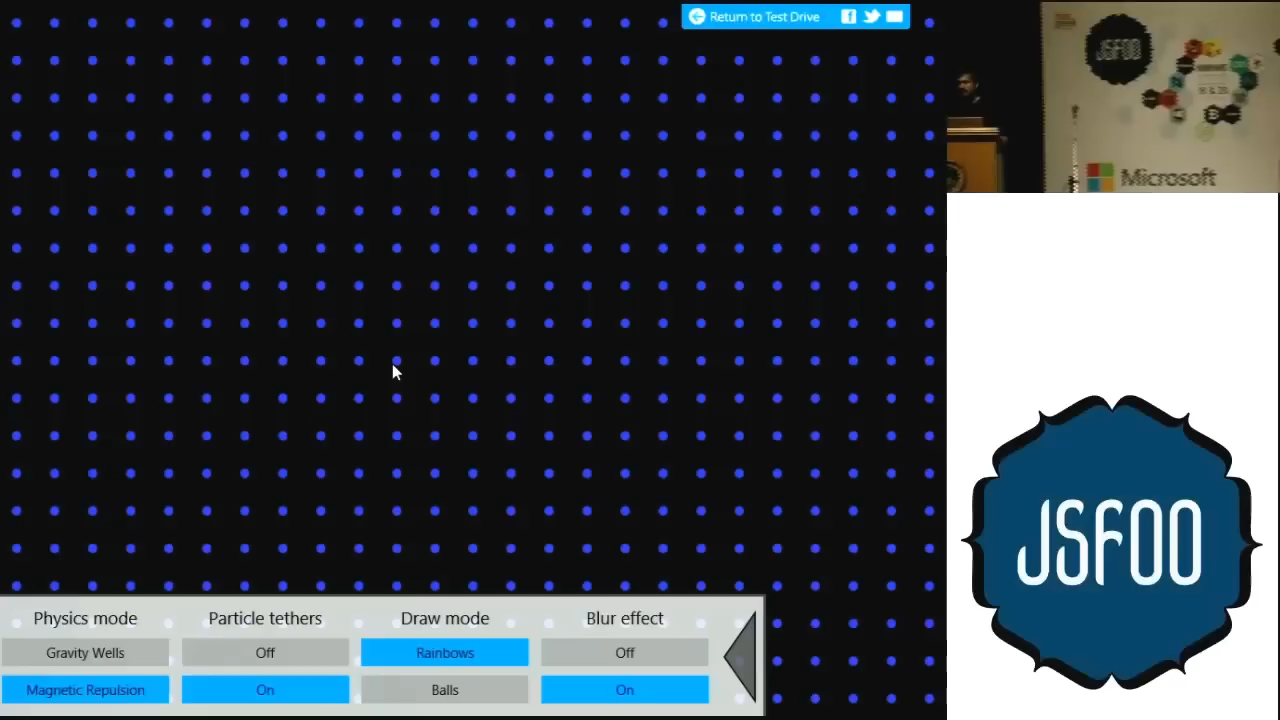 Return to Test Drive
JSFOO
Microsoft
Physics mode
Particle tethers
Draw mode
Blur effect
Gravity Wells
Off
Rainbows
Off
Magnetic Repulsion
On
Balls
On
JSFOO